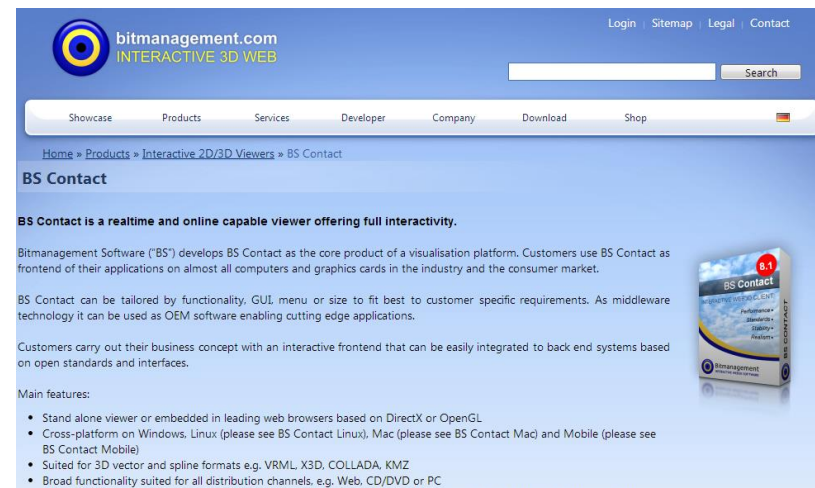 Login | Sitemap | Legal | Contact
bitmanagement.com
INTERACTIVE 3D WEB
Search
Showcase Products Services Developer Company Download Shop
Home » Products » Interactive 2D/3D Viewers » BS Contact
BS Contact
BS Contact is a realtime and online capable viewer offering full interactivity.
Bitmanagement Software ("BS") develops BS Contact as the core product of a visualisation platform. Customers use BS Contact as
frontend of their applications on almost all computers and graphics cards in the industry and the consumer market.
BS Contact can be tailored by functionality, GUI, menu or size to fit best to customer specific requirements. As middleware
technology it can be used as OEM software enabling cutting edge applications.
Customers carry out their business concept with an interactive frontend that can be easily integrated to back end systems based
on open standards and interfaces.
Main features:
• Stand alone viewer or embedded in leading web browsers based on DirectX or OpenGL
• Cross-platform on Windows, Linux (please see BS Contact Linux), Mac (please see BS Contact Mac) and Mobile (please see
BS Contact Mobile)
• Suited for 3D vector and spline formats e.g. VRML, X3D, COLLADA, KMZ
• Broad functionality suited for all distribution channels, e.g. Web, CD/DVD or PC
8.1
BS Contact
Performance
Standards
Stability
Realism
Bitmanagement
BS CONTACT